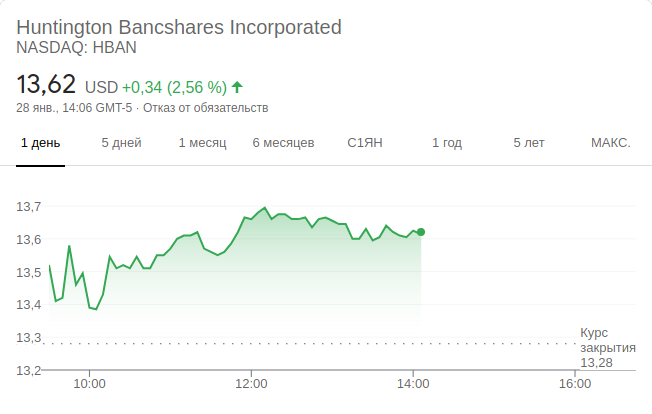 Huntington Bancshares Incorporated
NASDAQ: HBAN
13,62 USD +0,34 (2,56 %)
28 янв., 14:06 GMT-5 · Отказ от обязательств
1 день 5 дней 1 месяц 6 месяцев С1ЯН 1 год 5 лет МАКС.
13,7
13,6
13,5
13,4
13,3
13,2
Курс
закрытия
13,28
10:00 12:00 14:00 16:00